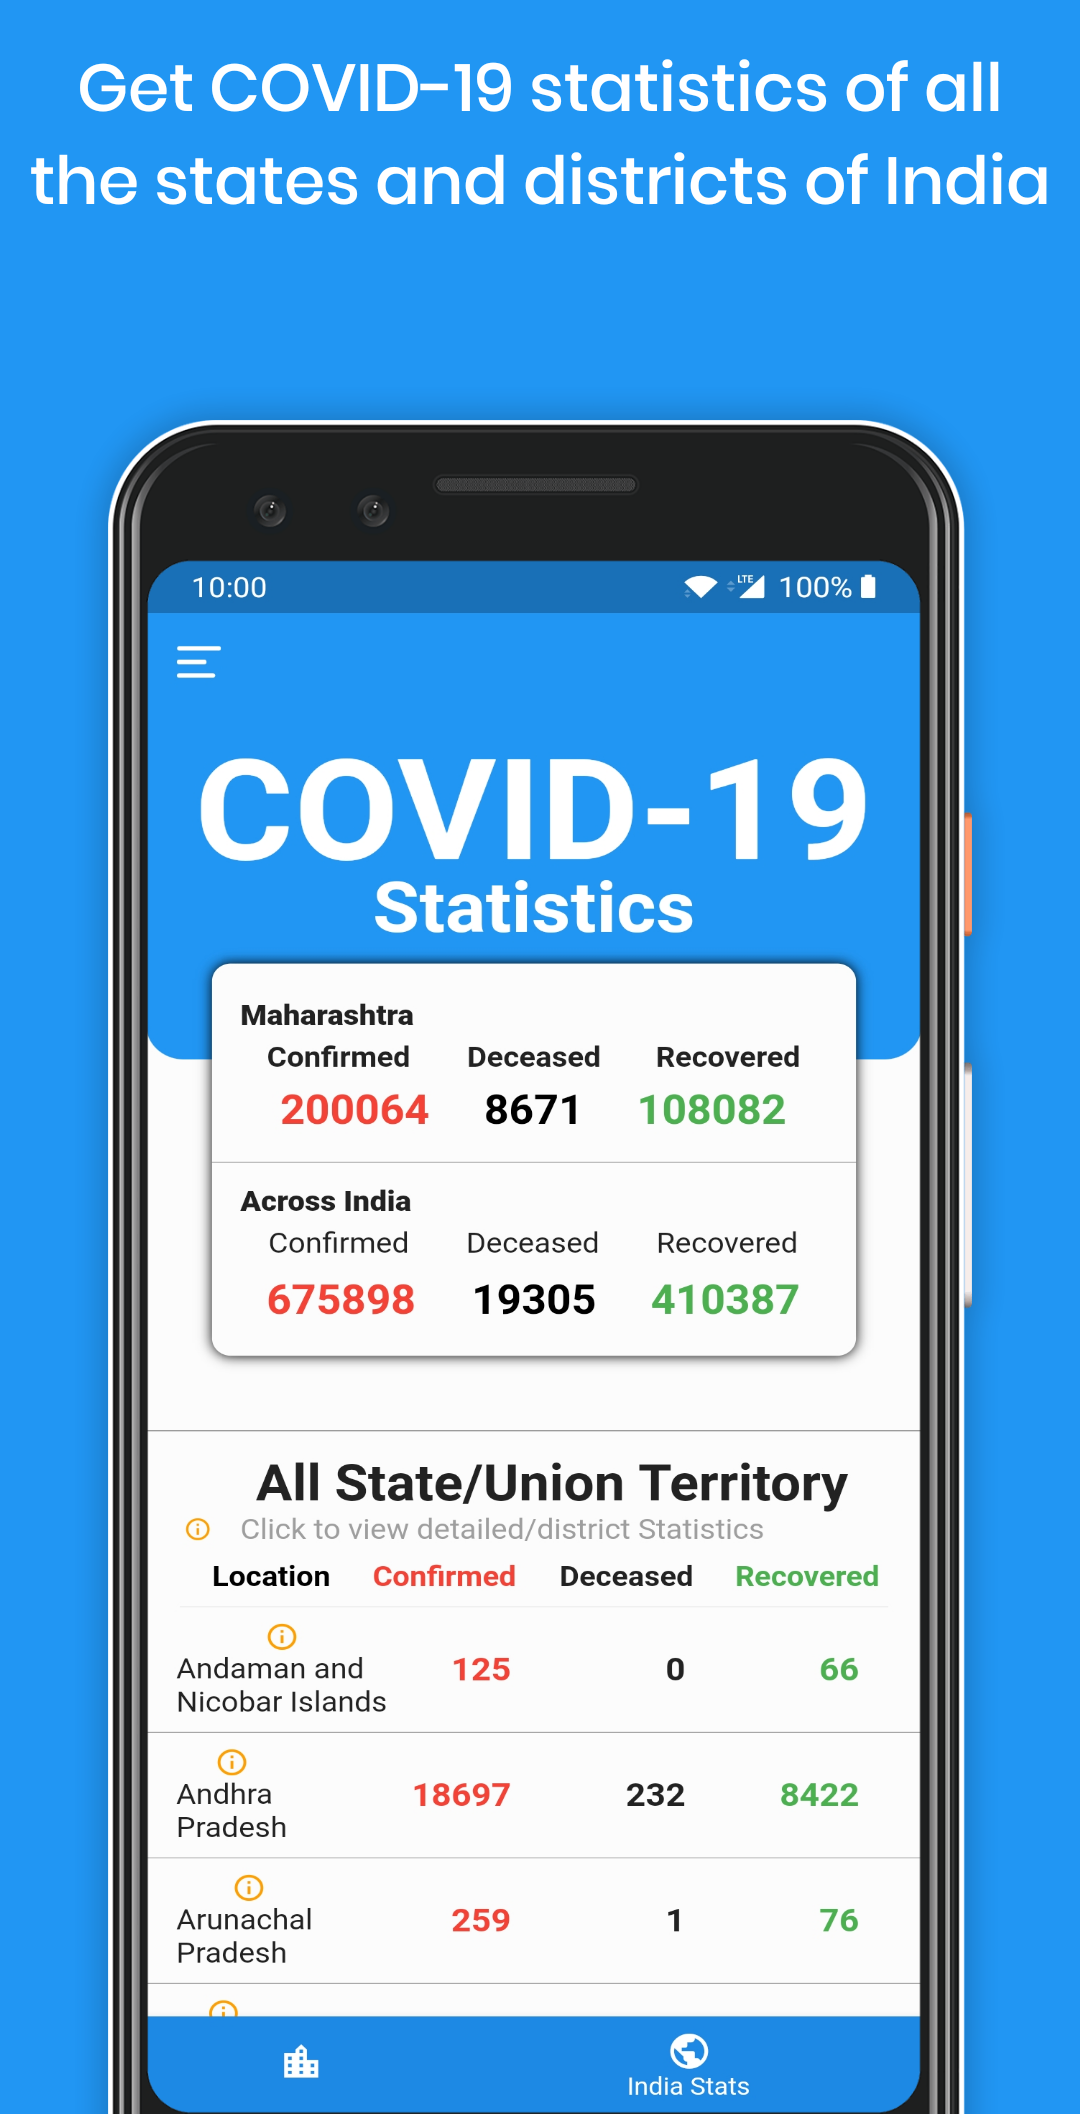 Get COVID-19 statistics of all
the states and districts of India
10:00 LTE 100%
COVID-19
Statistics
Maharashtra
Confirmed Deceased Recovered
200064 8671 108082
Across India
Confirmed Deceased Recovered
675898 19305 410387
All State/Union Territory
Click to view detailed/district Statistics
Location Confirmed Deceased Recovered
Andaman and
Nicobar Islands 125 0 66
Andhra
Pradesh 18697 232 8422
Arunachal
Pradesh 259 1 76
India Stats